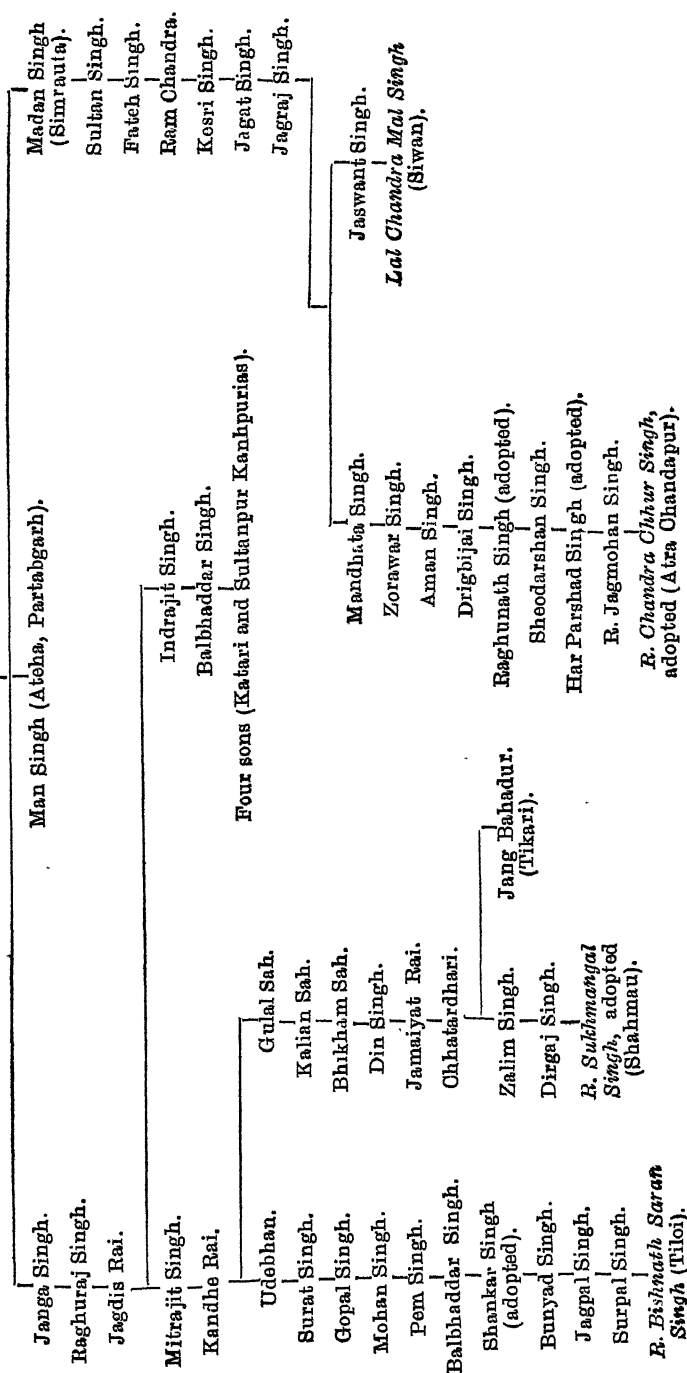 Janga Singh.
Raghuraj Singh.
Jagdis Rai.
Mitrajit Singh.
Kandhe Rai.
Udebhan.
Surat Singh.
Gopal Singh.
Mohan Singh.
Pem Singh.
Balbhaddar Singh.
Shankar Singh
(adopted).
Bunyad Singh.
Jagpal Singh.
Surpal Singh.
R. Bishnath Saran
Singh (Tiloi).
Gulal Sah.
Kalian Sah.
Bhikham Sah.
Din Singh.
Jamaiyat Rai.
Chhatardhari.
Zalim Singh.
Dirgaj Singh.
R. Sukhmangal
Singh, adopted
(Shahmau).
Jang Bahadur.
(Tikari).
Indrajit Singh.
Balbhaddar Singh.
Four sons (Katari and Sultanpur Kanhpurias).
Man Singh (Ateha, Partabgarh).
Madan Singh
(Simrauta).
Sultan Singh.
Fateh Singh.
Ram Chandra.
Kesri Singh.
Jagat Singh.
Jagraj Singh.
Mandhata Singh.
Zorawar Singh.
Aman Singh.
Drigbijai Singh.
Raghunath Singh (adopted).
Sheodarshan Singh.
Har Parshad Singh (adopted).
R. Jagmohan Singh.
R. Chandra Chhur Singh,
adopted (Atra Chandapur).
Jaswant Singh.
Lal Chandra Mal Singh
(Siwan).